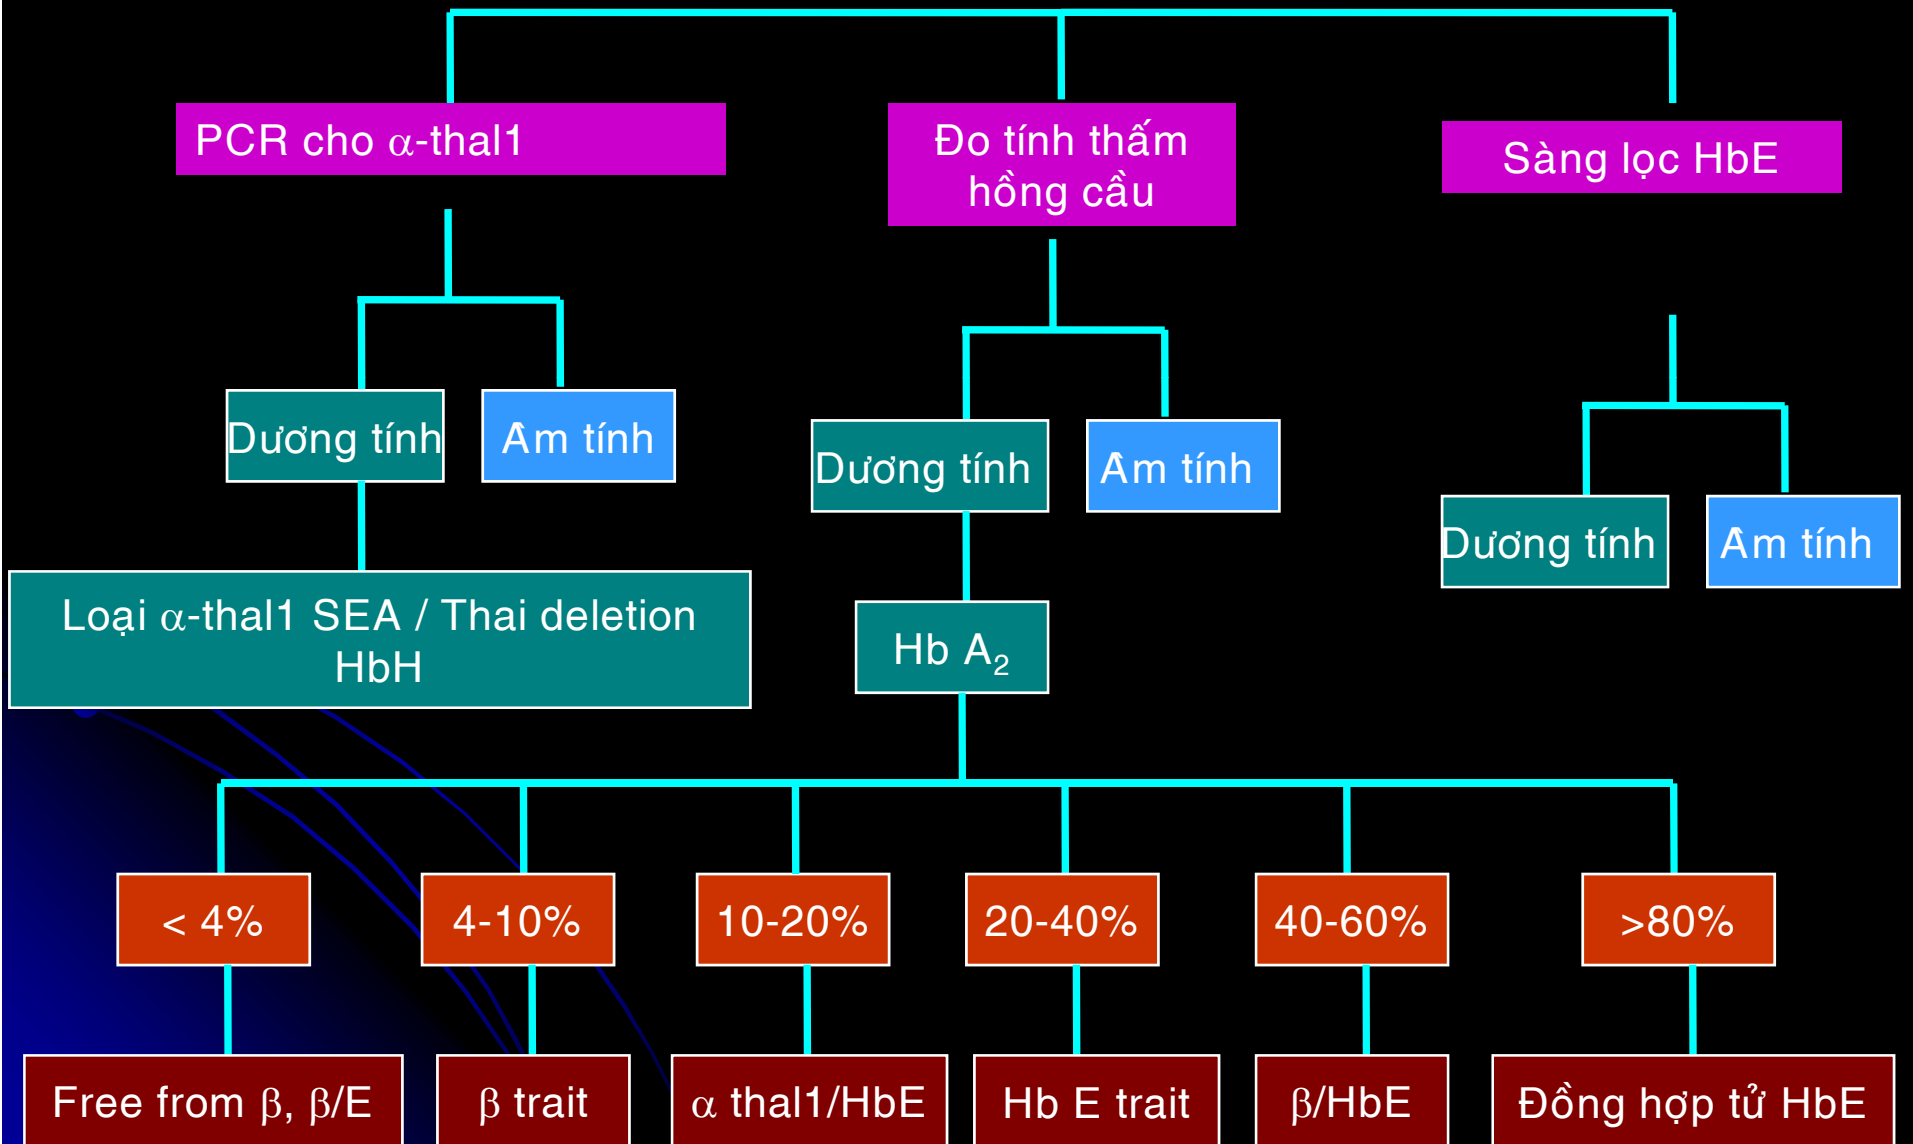 PCR cho α-thal1
Đo tính thấm
hồng cầu
Sàng lọc HbE
Dương tính
Âm tính
Dương tính
Âm tính
Dương tính
Âm tính
Loại α-thal1 SEA / Thai deletion
HbH
Hb A₂
< 4%
4-10%
10-20%
20-40%
40-60%
>80%
Free from β, β/E
β trait
α thal1/HbE
Hb E trait
β/HbE
Đồng hợp tử HbE